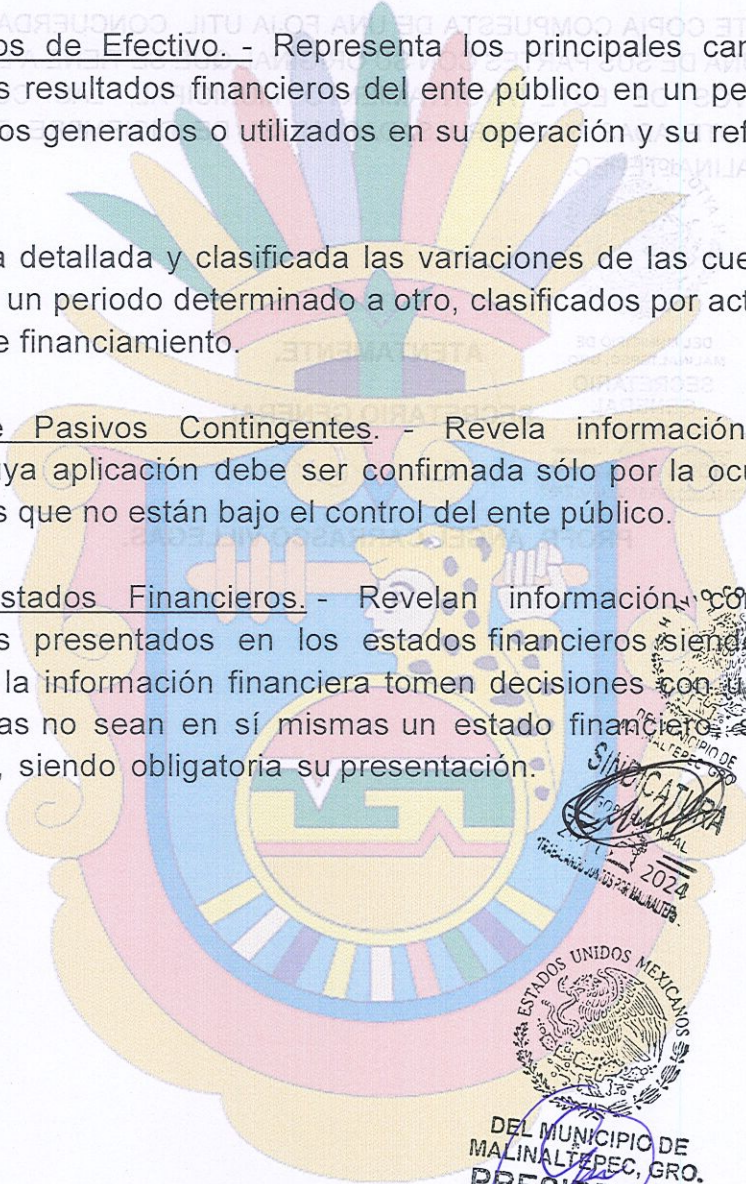 os de Efectivo. - Representa los principales cam
s resultados financieros del ente público en un pe
os generados o utilizados en su operación y su ref
a detallada y clasificada las variaciones de las cue
un periodo determinado a otro, clasificados por act
e financiamiento.
e Pasivos Contingentes. - Revela información
uya aplicación debe ser confirmada sólo por la ocu
s que no están bajo el control del ente público.
stados Financieros. - Revelan información con
s presentados en los estados financieros siend
la información financiera tomen decisiones con u
as no sean en sí mismas un estado financiero
, siendo obligatoria su presentación.
SINDICATURA
2024
ESTADOS UNIDOS MEXICANOS
DEL MUNICIPIO DE
MALINALTEPEC, GRO.